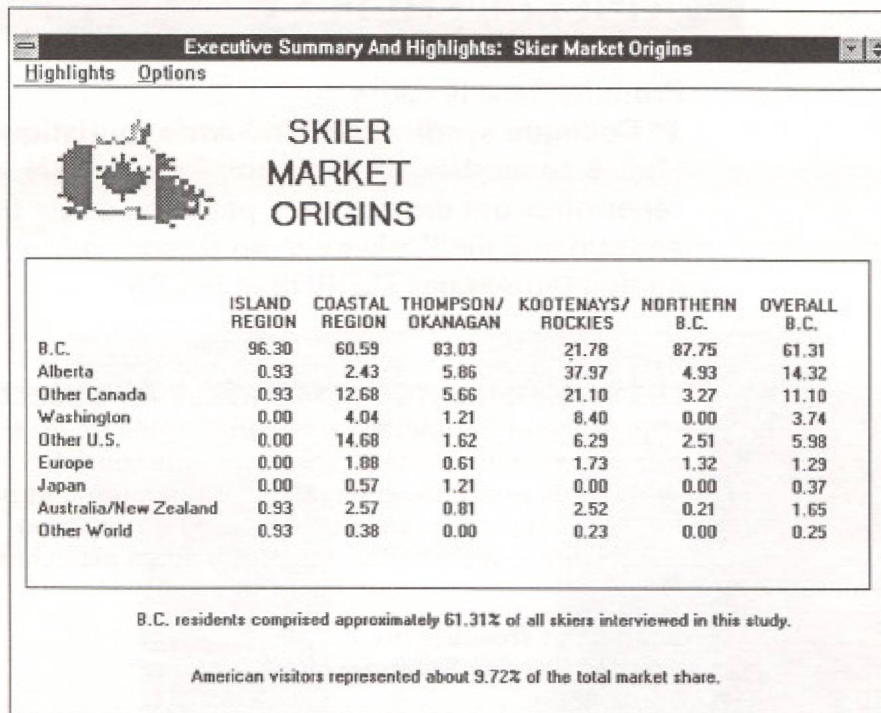 Executive Summary And Highlights: Skier Market Origins
Highlights Options
SKIER
MARKET
ORIGINS
ISLAND COASTAL THOMPSON/ KOOTENAYS/ NORTHERN OVERALL
REGION REGION OKANAGAN ROCKIES B.C. B.C.
B.C. 96.30 60.59 83.03 21.78 87.75 61.31
Alberta 0.93 2.43 5.86 37.97 4.93 14.32
Other Canada 0.93 12.68 5.66 21.10 3.27 11.10
Washington 0.00 4.04 1.21 8.40 0.00 3.74
Other U.S. 0.00 14.68 1.62 6.29 2.51 5.98
Europe 0.00 1.88 0.61 1.73 1.32 1.29
Japan 0.00 0.57 1.21 0.00 0.00 0.37
Australia/New Zealand 0.93 2.57 0.81 2.52 0.21 1.65
Other World 0.93 0.38 0.00 0.23 0.00 0.25
B.C. residents comprised approximately 61.31% of all skiers interviewed in this study.
American visitors represented about 9.72% of the total market share.